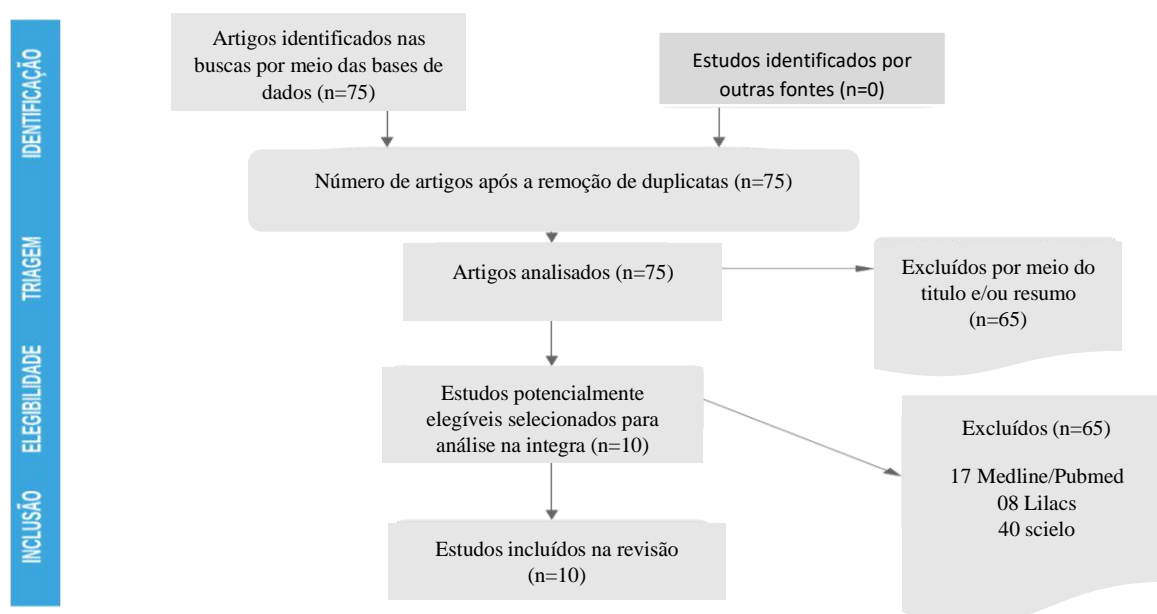 IDENTIFICAÇÃO
Artigos identificados nas
buscas por meio das bases de
dados (n=75)
Estudos identificados por
outras fontes (n=0)
Número de artigos após a remoção de duplicatas (n=75)
TRIAGEM
Artigos analisados (n=75)
Excluídos por meio do
titulo e/ou resumo
(n=65)
ELEGIBILIDADE
Estudos potencialmente
elegíveis selecionados para
análise na integra (n=10)
Excluídos (n=65)
17 Medline/Pubmed
08 Lilacs
40 scielo
INCLUSÃO
Estudos incluídos na revisão
(n=10)